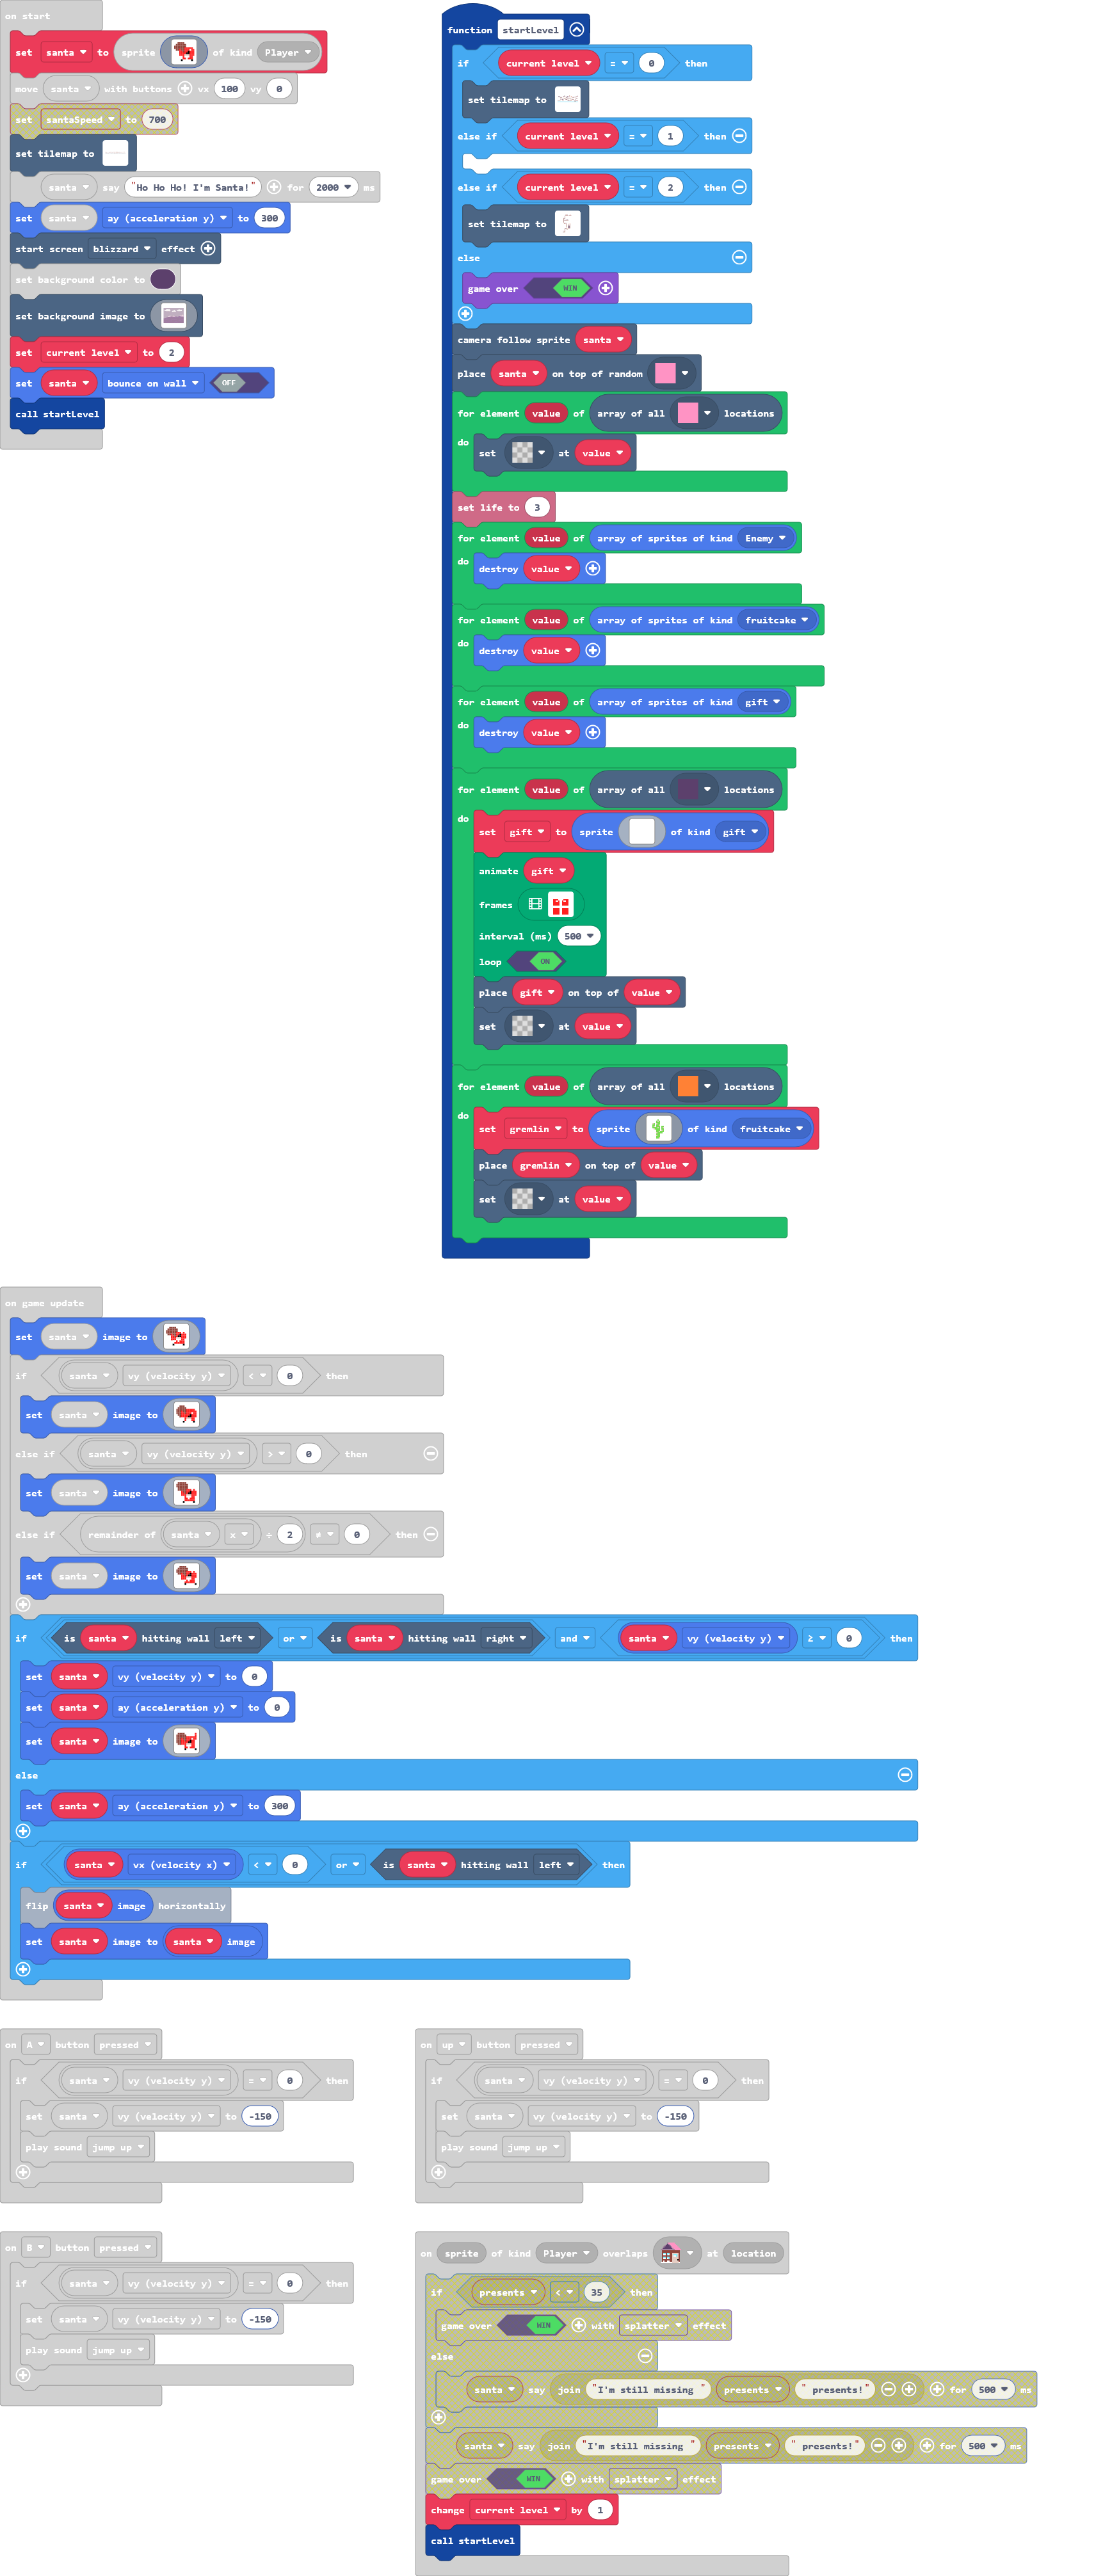 on start
set santa to sprite of kind Player
move santa with buttons vx 100 vy 0
set santaSpeed to 700
set tilemap to
santa say "Ho Ho Ho! I'm Santa!" for 2000 ms
set santa ay (acceleration y) to 300
start screen blizzard effect
set background color to
set background image to
set current level to 2
set santa bounce on wall OFF
call startLevel
function startLevel
if current level = 0 then
set tilemap to
else if current level = 1 then
else if current level = 2 then
set tilemap to
else
game over WIN
camera follow sprite santa
place santa on top of random
for element value of array of all locations
do set at value
set life to 3
for element value of array of sprites of kind Enemy
do destroy value
for element value of array of sprites of kind fruitcake
do destroy value
for element value of array of sprites of kind gift
do destroy value
for element value of array of all locations
do set gift to sprite of kind gift
animate gift
frames
interval (ms) 500
loop ON
place gift on top of value
set at value
for element value of array of all locations
do set gremlin to sprite of kind fruitcake
place gremlin on top of value
set at value
on game update
set santa image to
if santa vy (velocity y) < 0 then
set santa image to
else if santa vy (velocity y) > 0 then
set santa image to
else if remainder of santa x ÷ 2 ≠ 0 then
set santa image to
if is santa hitting wall left or is santa hitting wall right and santa vy (velocity y) ≥ 0 then
set santa vy (velocity y) to 0
set santa ay (acceleration y) to 0
set santa image to
else
set santa ay (acceleration y) to 300
if santa vx (velocity x) < 0 or is santa hitting wall left then
flip santa image horizontally
set santa image to santa image
on A button pressed
if santa vy (velocity y) = 0 then
set santa vy (velocity y) to -150
play sound jump up
on up button pressed
if santa vy (velocity y) = 0 then
set santa vy (velocity y) to -150
play sound jump up
on B button pressed
if santa vy (velocity y) = 0 then
set santa vy (velocity y) to -150
play sound jump up
on sprite of kind Player overlaps at location
if presents < 35 then
game over WIN with splatter effect
else
santa say join "I'm still missing " presents " presents!" for 500 ms
santa say join "I'm still missing " presents " presents!" for 500 ms
game over WIN with splatter effect
change current level by 1
call startLevel